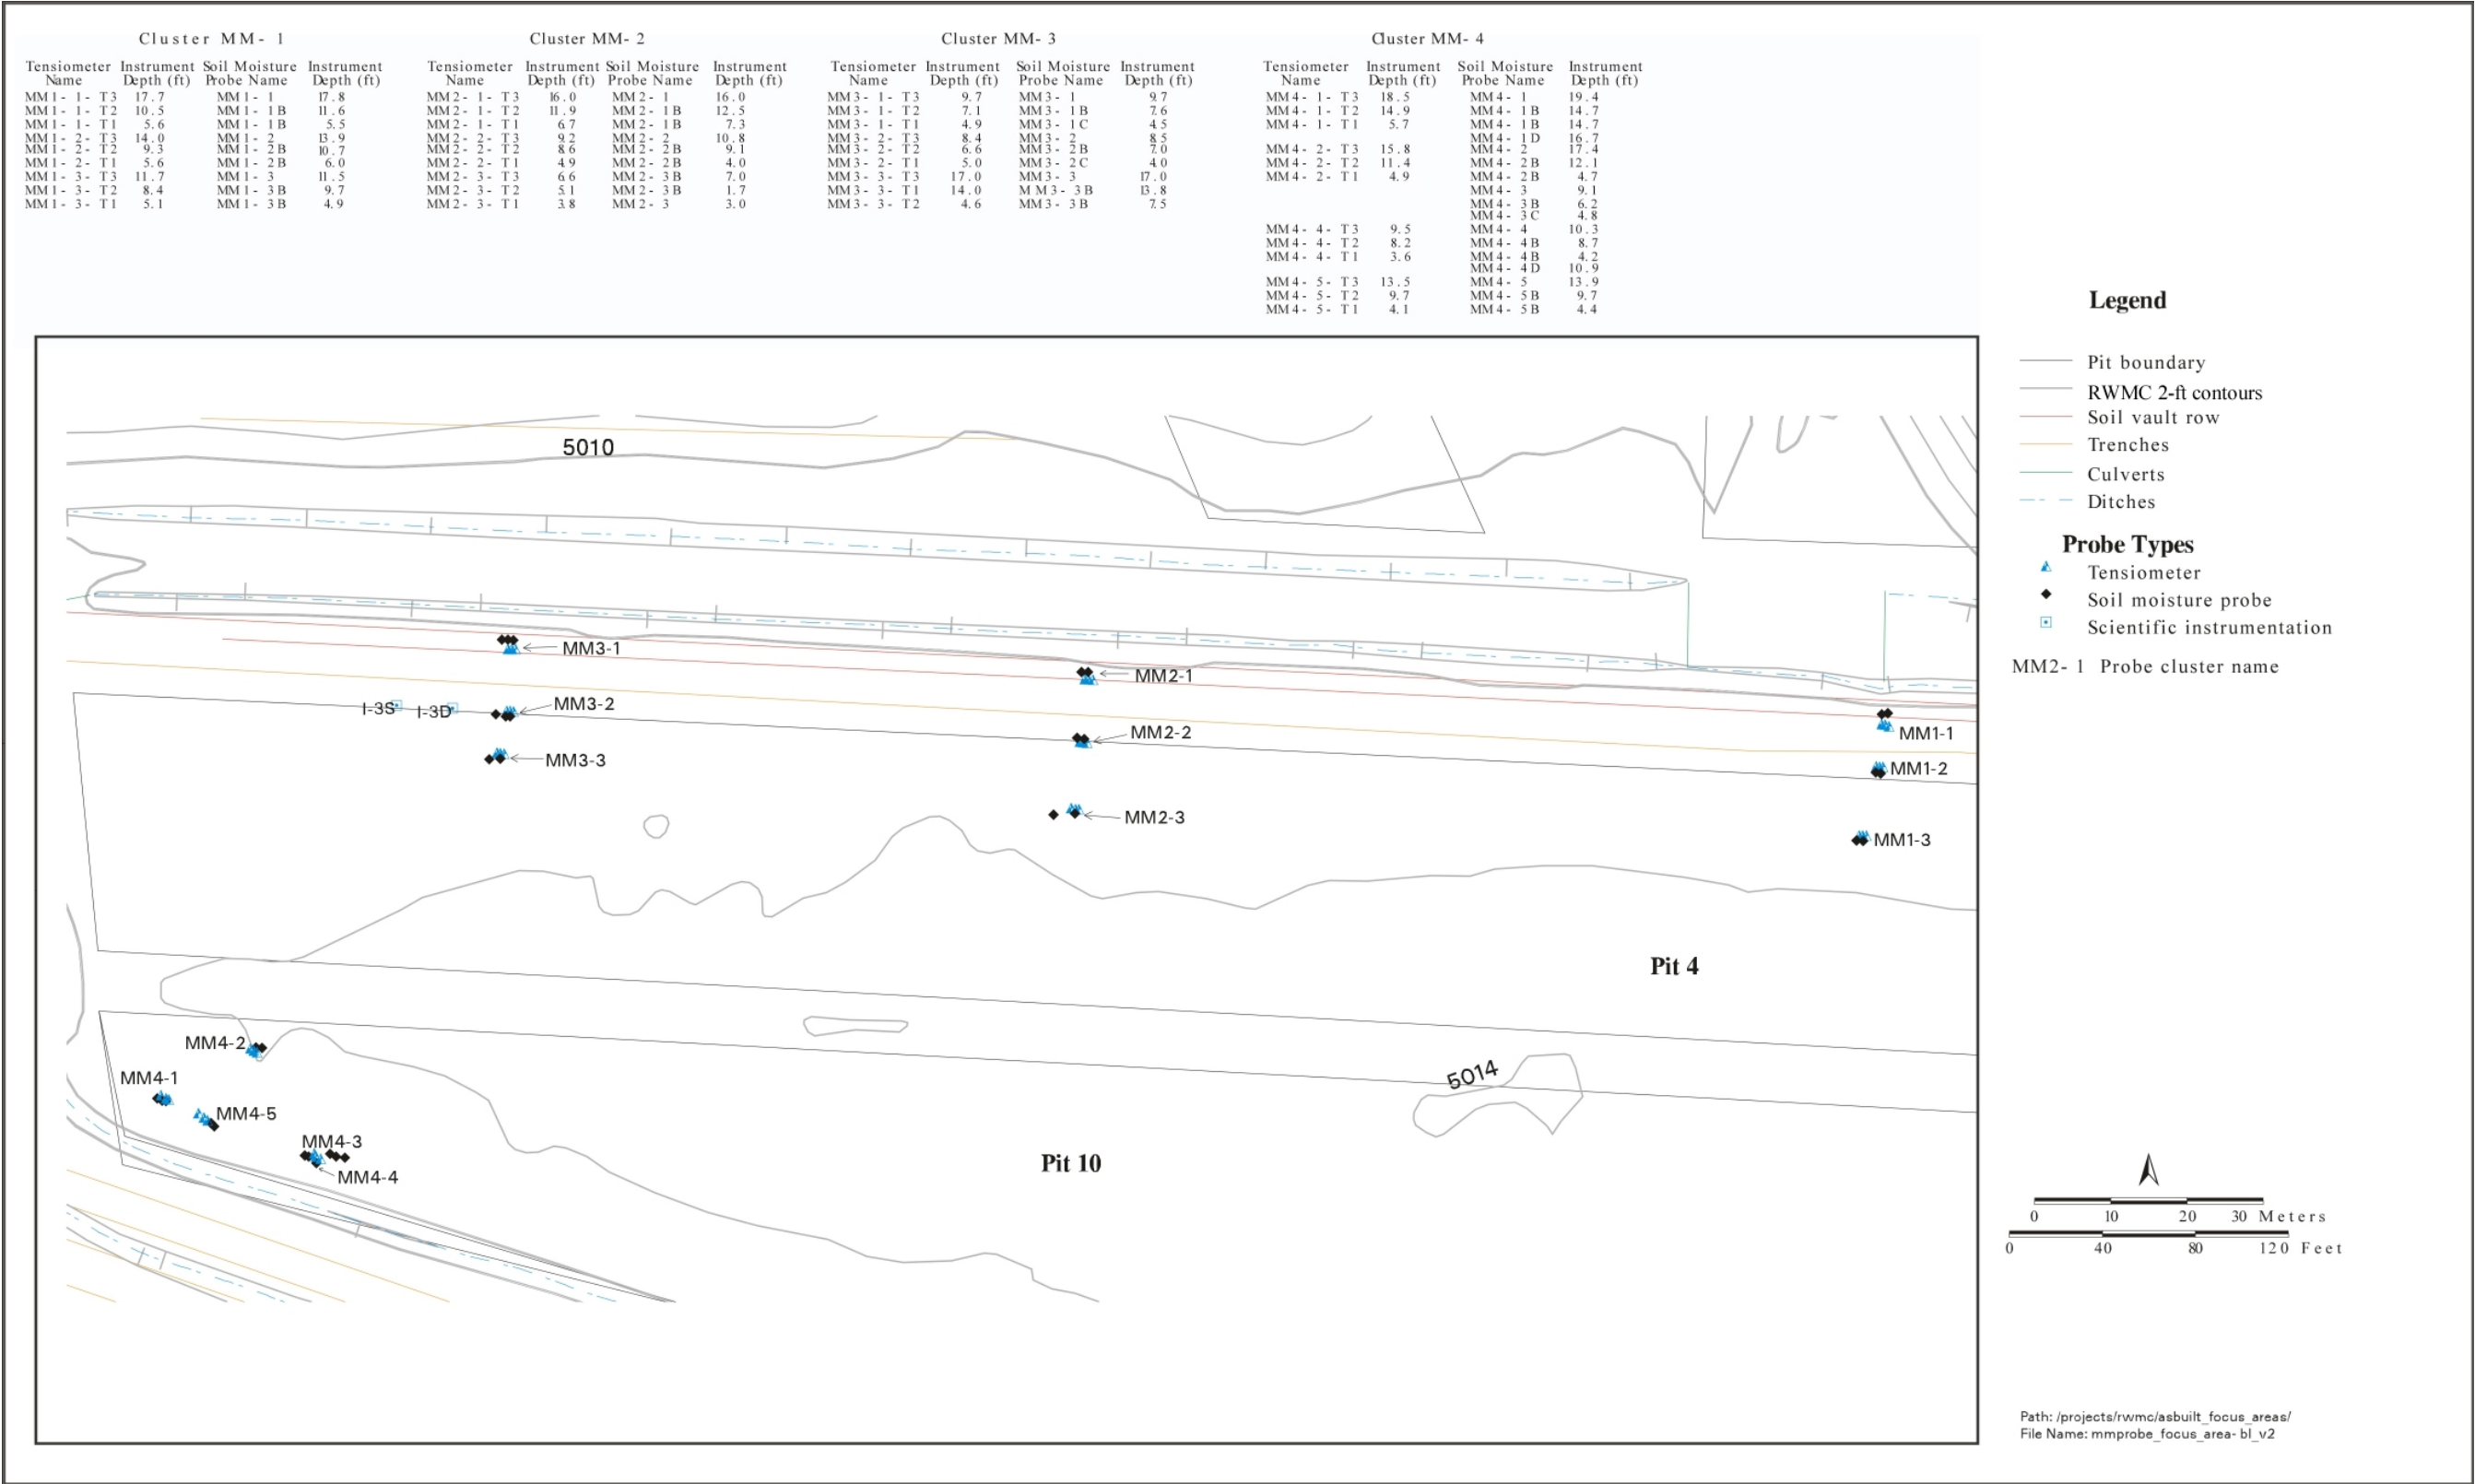 Cluster MM- 1
Tensiometer Instrument Soil Moisture Instrument
Name Depth (ft) Probe Name Depth (ft)
MM1- 1- T3 17.7 MM1- 1 17.8
MM1- 1- T2 10.5 MM1- 1B 11.6
MM1- 1- T1 5.6 MM1- 1B 5.5
MM1- 2- T3 14.0 MM1- 2 13.9
MM1- 2- T2 9.3 MM1- 2B 10.7
MM1- 2- T1 5.6 MM1- 2B 6.0
MM1- 3- T3 11.7 MM1- 3 11.5
MM1- 3- T2 8.4 MM1- 3B 9.7
MM1- 3- T1 5.1 MM1- 3B 4.9
Cluster MM- 2
Tensiometer Instrument Soil Moisture Instrument
Name Depth (ft) Probe Name Depth (ft)
MM2- 1- T3 16.0 MM2- 1 16.0
MM2- 1- T2 11.9 MM2- 1B 12.5
MM2- 1- T1 6.7 MM2- 1B 7.3
MM2- 2- T3 9.2 MM2- 2 10.8
MM2- 2- T2 8.6 MM2- 2B 9.1
MM2- 2- T1 4.9 MM2- 2B 4.0
MM2- 3- T3 6.6 MM2- 3B 7.0
MM2- 3- T2 5.1 MM2- 3B 1.7
MM2- 3- T1 3.8 MM2- 3 3.0
Cluster MM- 3
Tensiometer Instrument Soil Moisture Instrument
Name Depth (ft) Probe Name Depth (ft)
MM3- 1- T3 9.7 MM3- 1 9.7
MM3- 1- T2 7.1 MM3- 1B 7.6
MM3- 1- T1 4.9 MM3- 1C 4.5
MM3- 2- T3 8.4 MM3- 2 8.5
MM3- 2- T2 6.6 MM3- 2B 7.0
MM3- 2- T1 5.0 MM3- 2C 4.0
MM3- 3- T3 17.0 MM3- 3 17.0
MM3- 3- T1 14.0 MM3- 3B 13.8
MM3- 3- T2 4.6 MM3- 3B 7.5
Cluster MM- 4
Tensiometer Instrument Soil Moisture Instrument
Name Depth (ft) Probe Name Depth (ft)
MM4- 1- T3 18.5 MM4- 1 19.4
MM4- 1- T2 14.9 MM4- 1B 14.7
MM4- 1- T1 5.7 MM4- 1B 14.7
MM4- 1D 16.7
MM4- 2- T3 15.8 MM4- 2 17.4
MM4- 2- T2 11.4 MM4- 2B 12.1
MM4- 2- T1 4.9 MM4- 2B 4.7
MM4- 3 9.1
MM4- 3B 6.2
MM4- 3C 4.8
MM4- 4- T3 9.5 MM4- 4 10.3
MM4- 4- T2 8.2 MM4- 4B 8.7
MM4- 4- T1 3.6 MM4- 4B 4.2
MM4- 4D 10.9
MM4- 5- T3 13.5 MM4- 5 13.9
MM4- 5- T2 9.7 MM4- 5B 9.7
MM4- 5- T1 4.1 MM4- 5B 4.4
Legend
Pit boundary
RWMC 2-ft contours
Soil vault row
Trenches
Culverts
Ditches
Probe Types
Tensiometer
Soil moisture probe
Scientific instrumentation
MM2- 1 Probe cluster name
5010
MM3-1
MM2-1
I-3S I-3D
MM3-2
MM2-2
MM1-1
MM3-3
MM1-2
MM2-3
MM1-3
Pit 4
MM4-2
MM4-1
5014
MM4-5
MM4-3
Pit 10
MM4-4
0 10 20 30 Meters
0 40 80 120 Feet
Path: /projects/rwmc/asbuilt_focus_areas/
File Name: mmprobe_focus_area- bl_v2